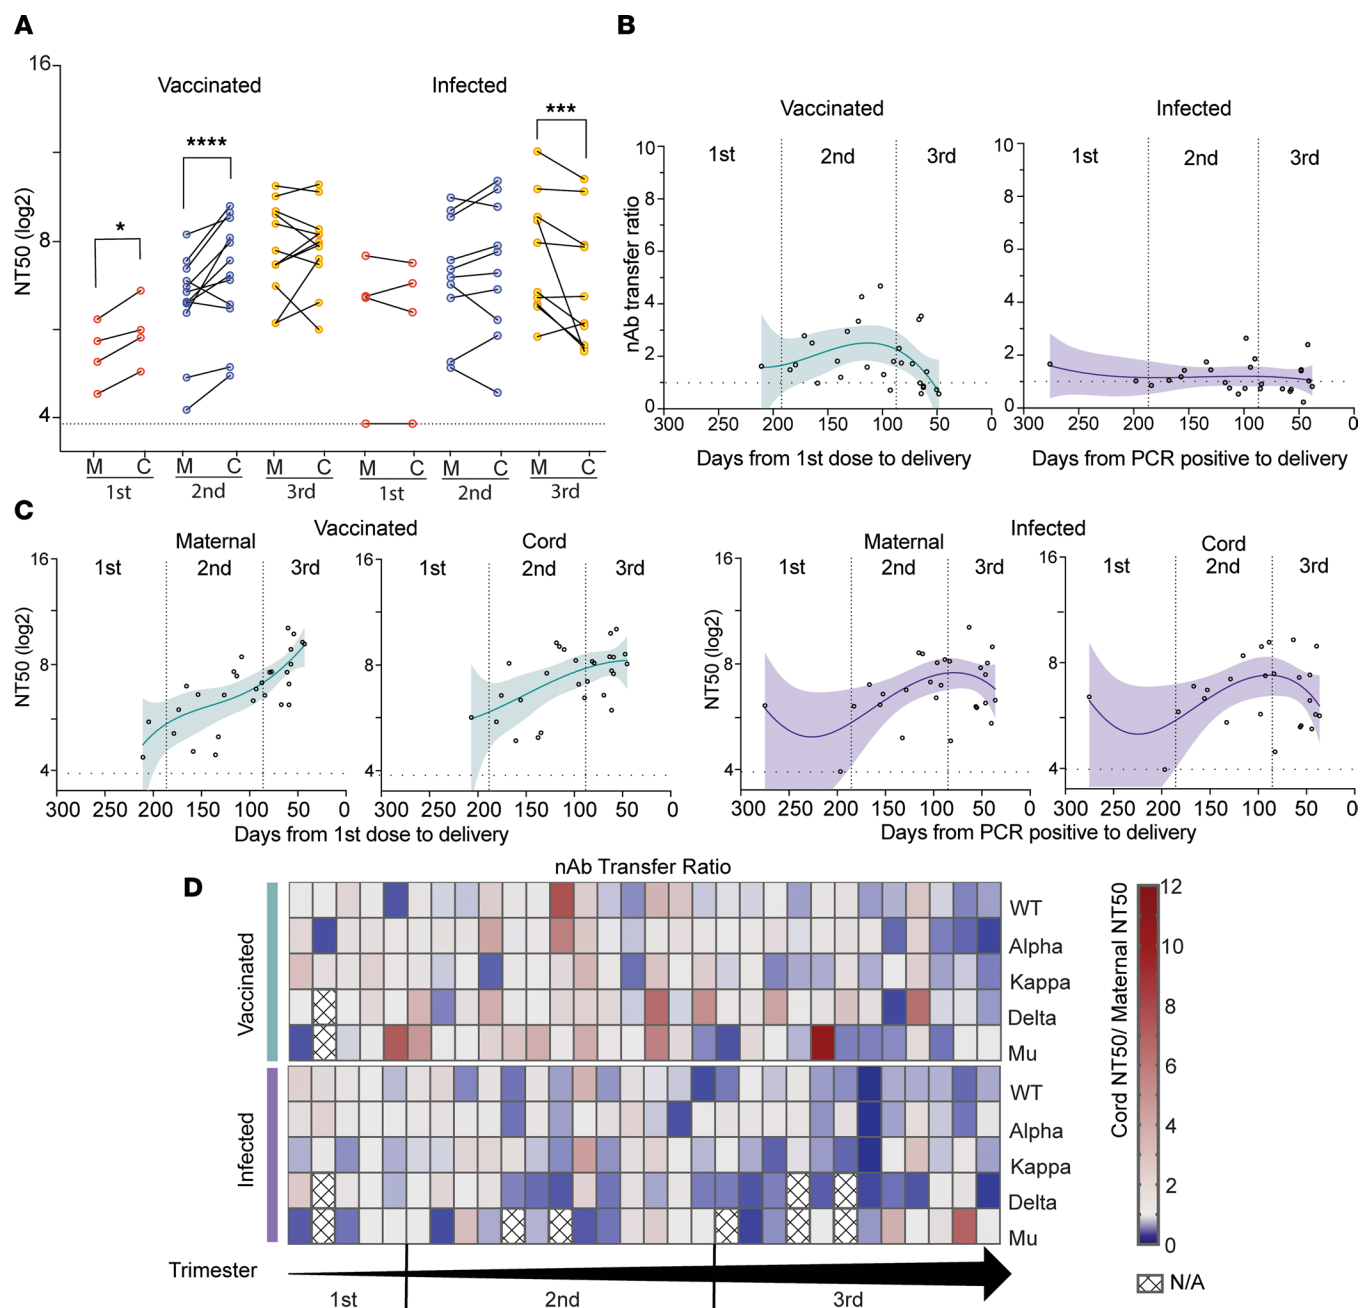 A
16
8
4
NT50 (log2)
Vaccinated
Infected
*
****
***
M C M C M C M C M C M C
1st 2nd 3rd 1st 2nd 3rd
B
Vaccinated
Infected
nAb transfer ratio
10
8
6
4
2
0
1st 2nd 3rd
300 200 150 100 50 0
Days from 1st dose to delivery
10
8
6
4
2
0
1st 2nd 3rd
300 200 150 100 50 0
Days from PCR positive to delivery
C
Vaccinated
Infected
Maternal
Cord
Maternal
Cord
NT50 (log2)
16
8
4
1st 2nd 3rd
300 200 150 100 50 0
16
8
4
1st 2nd 3rd
300 200 150 100 50 0
Days from 1st dose to delivery
NT50 (log2)
16
8
4
1st 2nd 3rd
300 200 150 100 50 0
16
8
4
1st 2nd 3rd
300 200 150 100 50 0
Days from PCR positive to delivery
D
nAb Transfer Ratio
Vaccinated
WT
Alpha
Kappa
Delta
Mu
Infected
WT
Alpha
Kappa
Delta
Mu
Trimester
1st 2nd 3rd
Cord NT50/ Maternal NT50
12
10
8
6
4
2
0
N/A